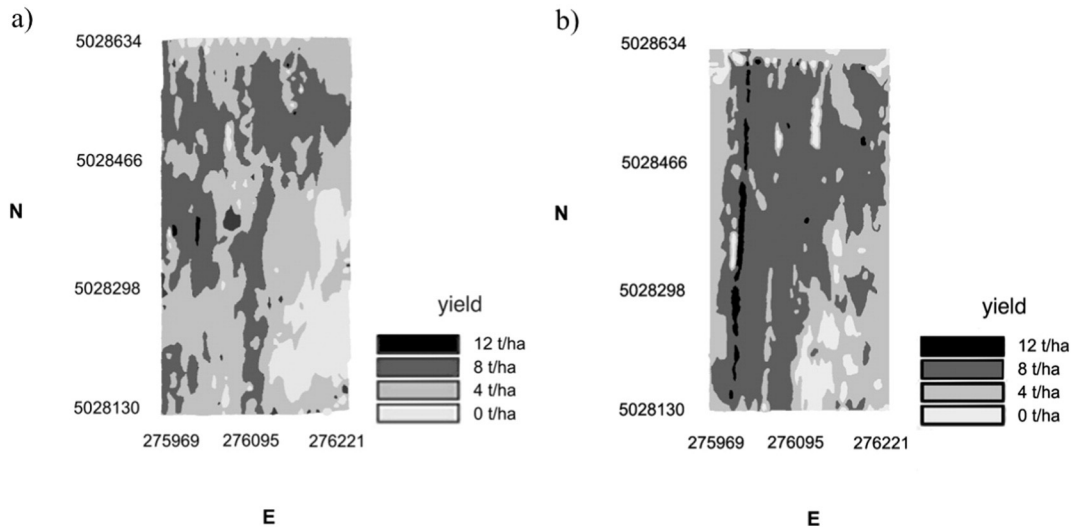 a)
5028634
5028466
N
5028298
5028130
275969 276095 276221
E
yield
12 t/ha
8 t/ha
4 t/ha
0 t/ha
b)
5028634
5028466
N
5028298
5028130
275969 276095 276221
E
yield
12 t/ha
8 t/ha
4 t/ha
0 t/ha